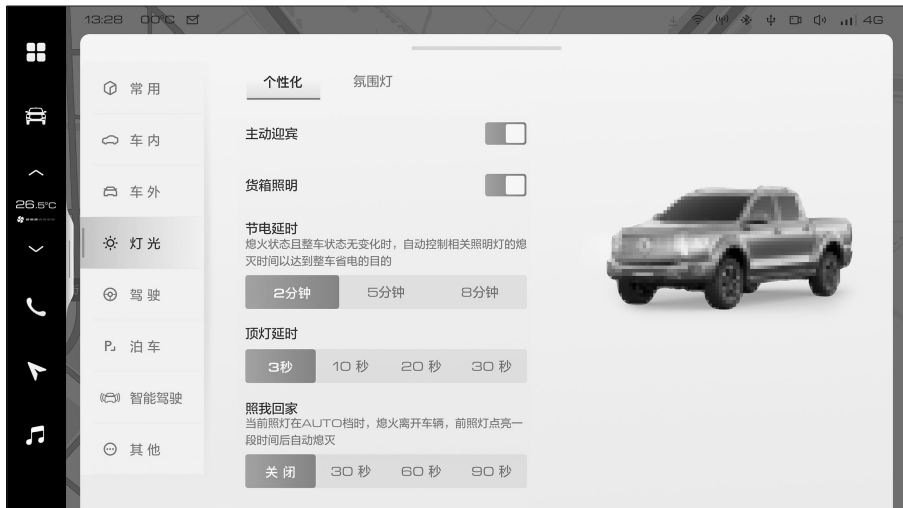 13:28 00°C 4G
26.5°C
常用
车内
车外
灯光
驾驶
P 泊车
智能驾驶
其他
个性化 氛围灯
主动迎宾
货箱照明
节电延时
熄火状态且整车状态无变化时，自动控制相关照明灯的熄
灭时间以达到整车省电的目的
2分钟 5分钟 8分钟
顶灯延时
3秒 10 秒 20 秒 30 秒
照我回家
当前照灯在AUTO档时，熄火离开车辆，前照灯点亮一
段时间后自动熄灭
关闭 30 秒 60 秒 90 秒